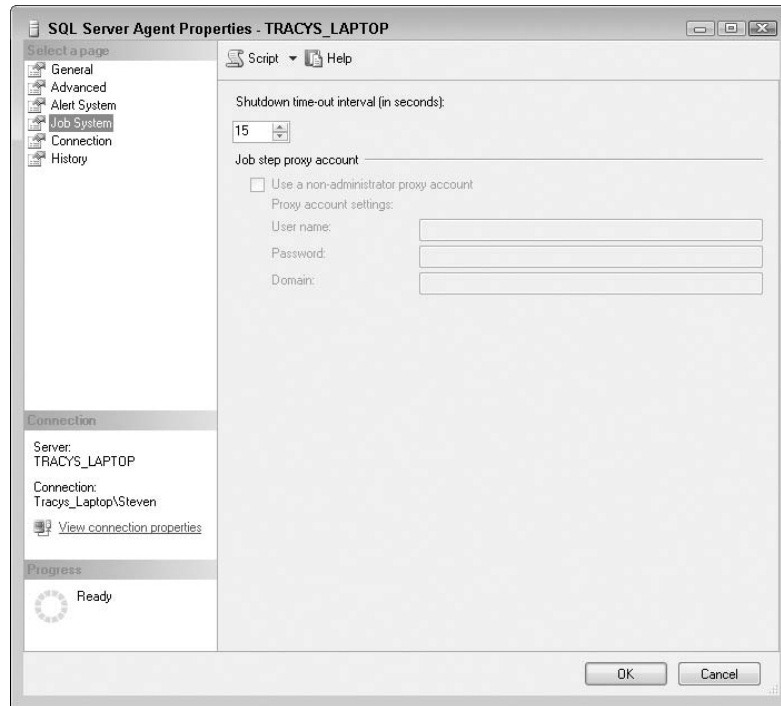 SQL Server Agent Properties - TRACYS_LAPTOP
Select a page
General
Advanced
Alert System
Job System
Connection
History
Script
Help
Shutdown time-out interval (in seconds):
15
Job step proxy account
Use a non-administrator proxy account
Proxy account settings:
User name:
Password:
Domain:
Connection
Server:
TRACYS_LAPTOP
Connection:
Tracys_Laptop\Steven
View connection properties
Progress
Ready
OK
Cancel